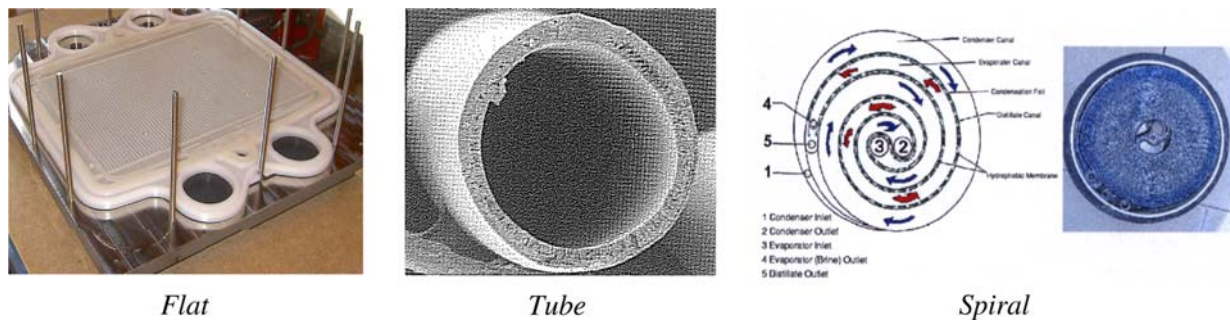 Condenser Canal
Evaporator Canal
Condensation Foil
Distillate Canal
Hydrophobic Membrane
4
5
1
3 2
1 Condenser Inlet
2 Condenser Outlet
3 Evaporator Inlet
4 Evaporator (Brine) Outlet
5 Distillate Outlet
Flat
Tube
Spiral